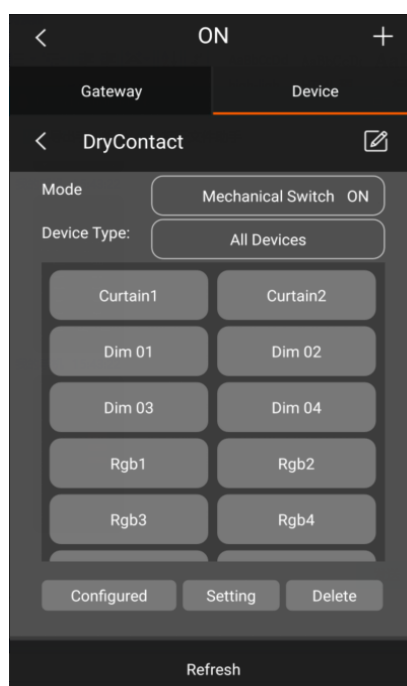 ON
Gateway Device
DryContact
Mode Mechanical Switch ON
Device Type: All Devices
Curtain1 Curtain2
Dim 01 Dim 02
Dim 03 Dim 04
Rgb1 Rgb2
Rgb3 Rgb4
Configured Setting Delete
Refresh